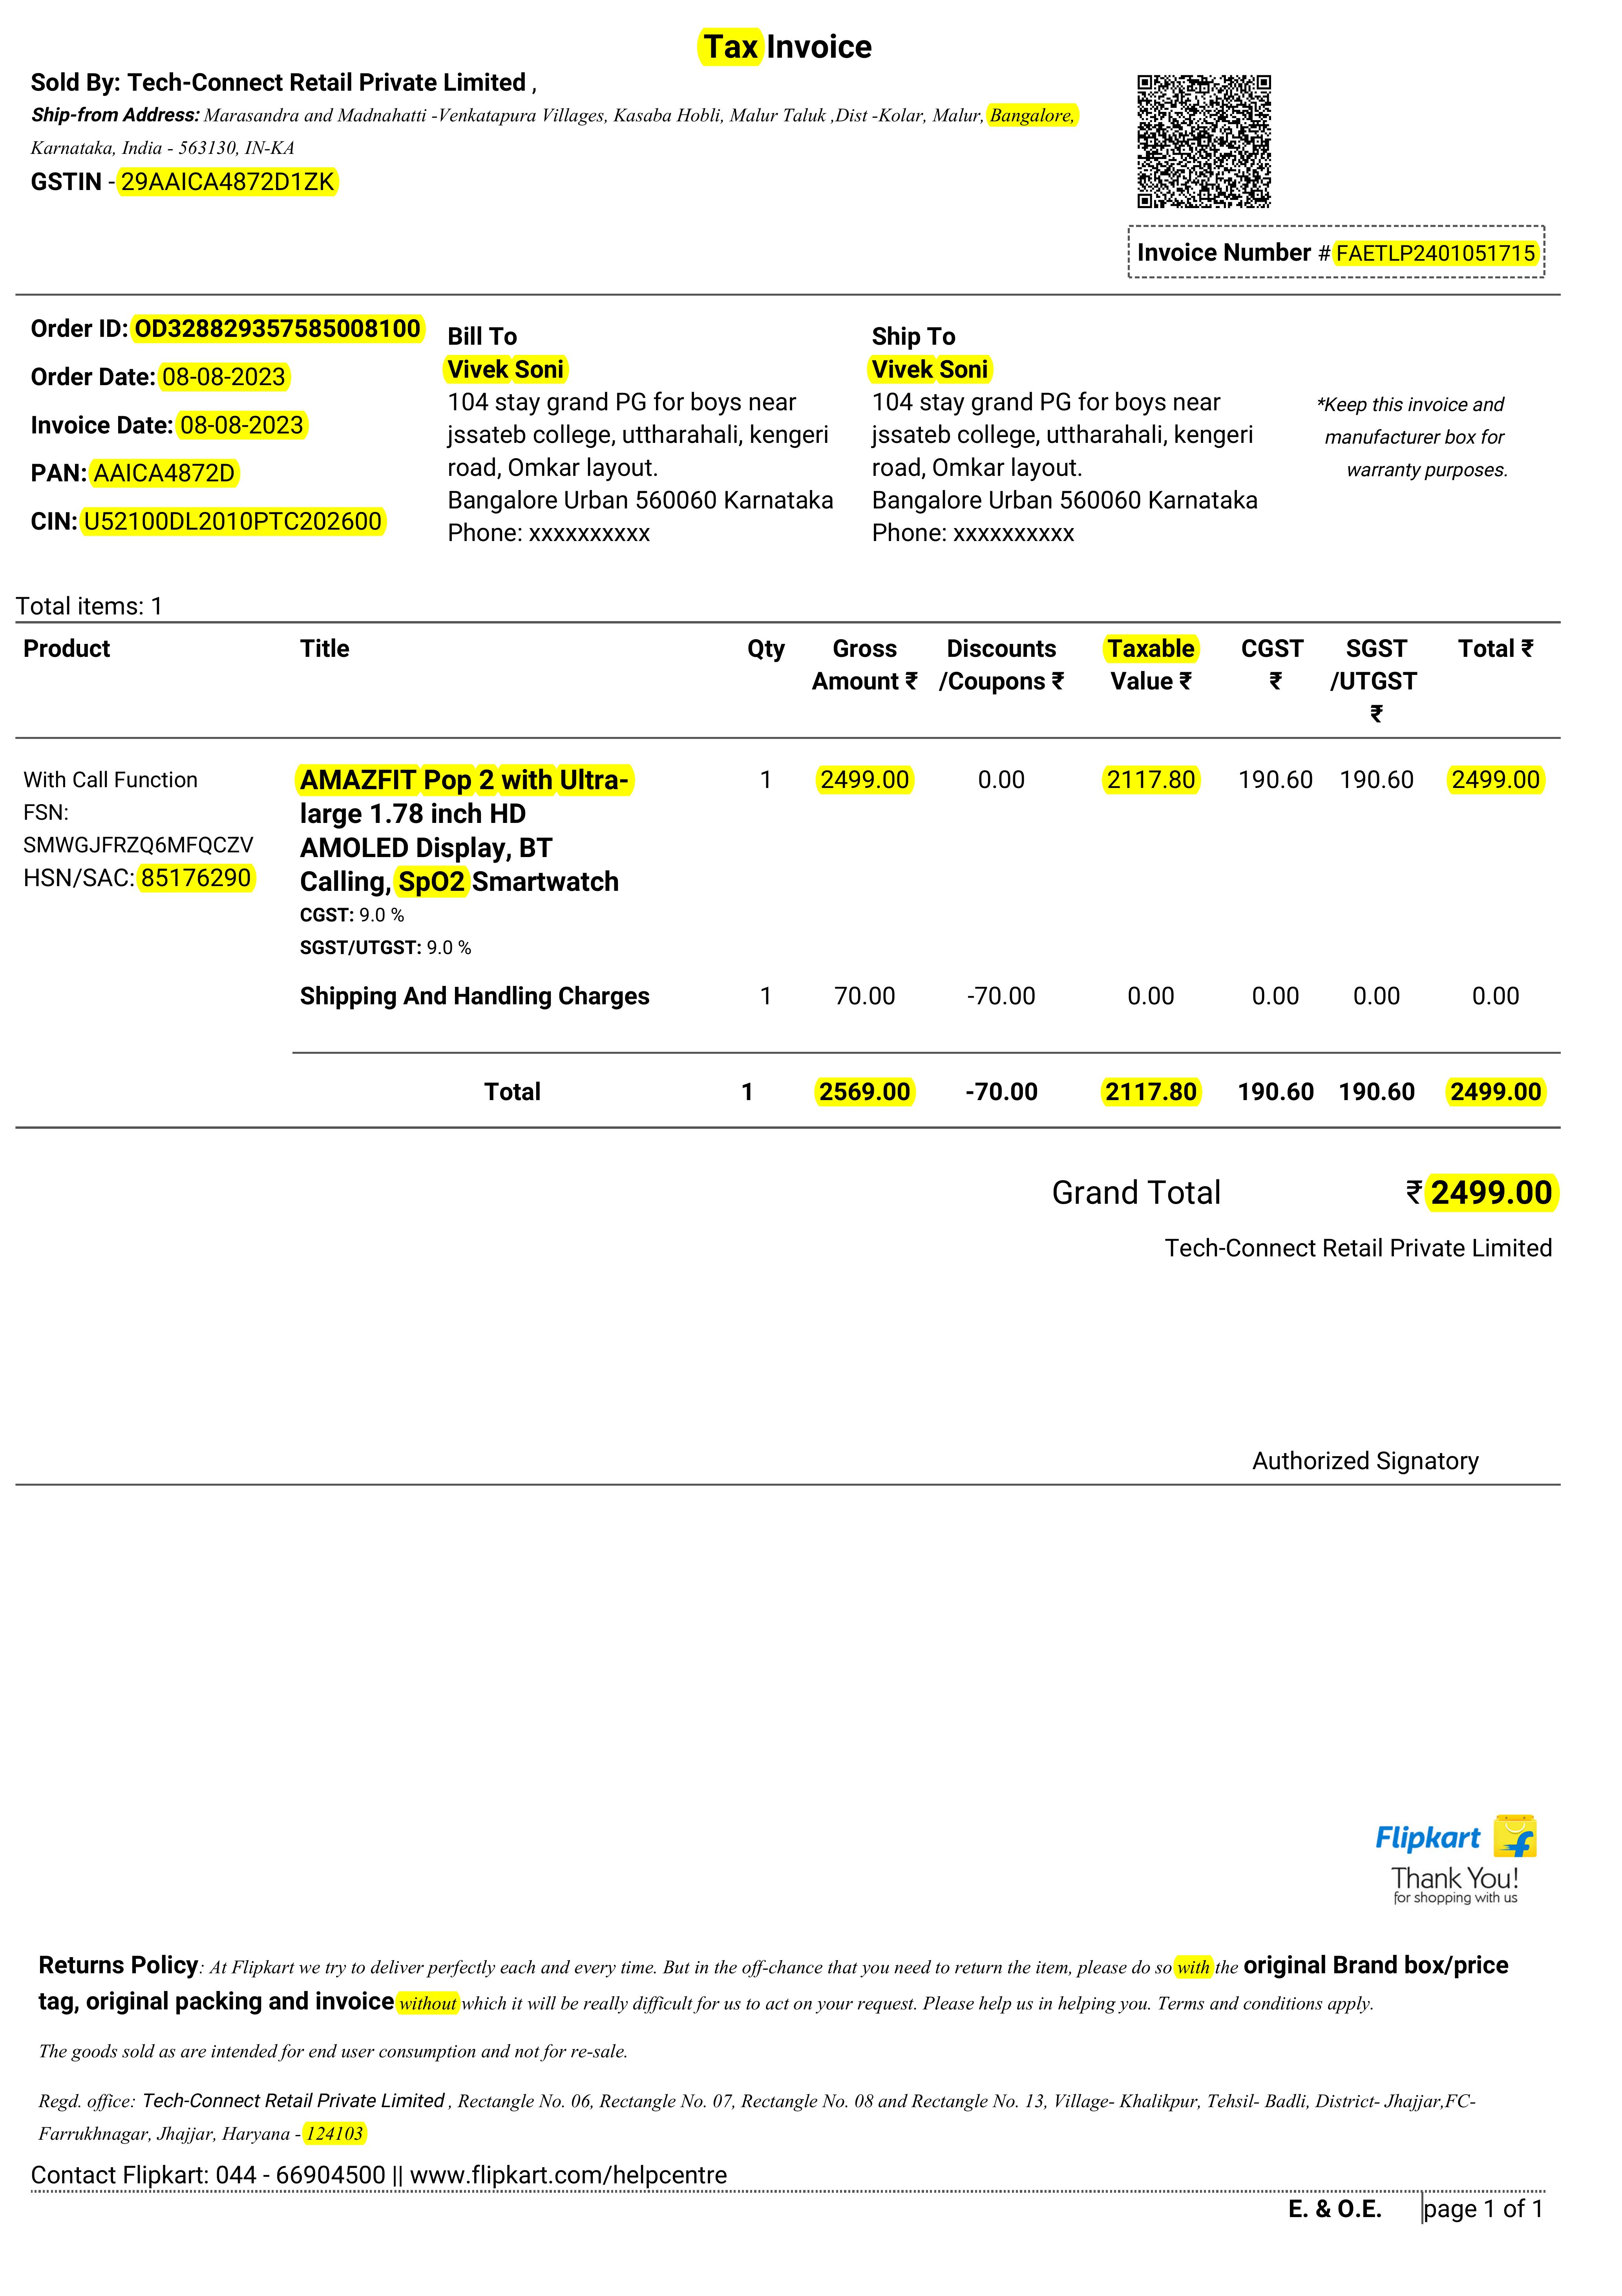 Tax Invoice
Sold By: Tech-Connect Retail Private Limited ,
Ship-from Address: Marasandra and Madnahatti -Venkatapura Villages, Kasaba Hobli, Malur Taluk ,Dist -Kolar, Malur, Bangalore,
Karnataka, India - 563130, IN-KA
GSTIN - 29AAICA4872D1ZK
Invoice Number # FAETLP2401051715
Order ID: OD328829357585008100
Order Date: 08-08-2023
Invoice Date: 08-08-2023
PAN: AAICA4872D
CIN: U52100DL2010PTC202600
Bill To
Vivek Soni
104 stay grand PG for boys near
jssateb college, uttharahali, kengeri
road, Omkar layout.
Bangalore Urban 560060 Karnataka
Phone: xxxxxxxxxx
Ship To
Vivek Soni
104 stay grand PG for boys near
jssateb college, uttharahali, kengeri
road, Omkar layout.
Bangalore Urban 560060 Karnataka
Phone: xxxxxxxxxx
*Keep this invoice and
manufacturer box for
warranty purposes.
Total items: 1
Product Title Qty Gross Discounts Taxable CGST SGST Total ₹
Amount ₹ /Coupons ₹ Value ₹ ₹ /UTGST
₹
With Call Function
FSN:
SMWGJFRZQ6MFQCZV
HSN/SAC: 85176290
AMAZFIT Pop 2 with Ultra- 1 2499.00 0.00 2117.80 190.60 190.60 2499.00
large 1.78 inch HD
AMOLED Display, BT
Calling, SpO2 Smartwatch
CGST: 9.0 %
SGST/UTGST: 9.0 %
Shipping And Handling Charges 1 70.00 -70.00 0.00 0.00 0.00 0.00
Total 1 2569.00 -70.00 2117.80 190.60 190.60 2499.00
Grand Total ₹ 2499.00
Tech-Connect Retail Private Limited
Authorized Signatory
Flipkart
Thank You!
for shopping with us
Returns Policy: At Flipkart we try to deliver perfectly each and every time. But in the off-chance that you need to return the item, please do so with the original Brand box/price
tag, original packing and invoice without which it will be really difficult for us to act on your request. Please help us in helping you. Terms and conditions apply.
The goods sold as are intended for end user consumption and not for re-sale.
Regd. office: Tech-Connect Retail Private Limited , Rectangle No. 06, Rectangle No. 07, Rectangle No. 08 and Rectangle No. 13, Village- Khalikpur, Tehsil- Badli, District- Jhajjar,FC-
Farrukhnagar, Jhajjar, Haryana - 124103
Contact Flipkart: 044 - 66904500 || www.flipkart.com/helpcentre
E. & O.E. page 1 of 1